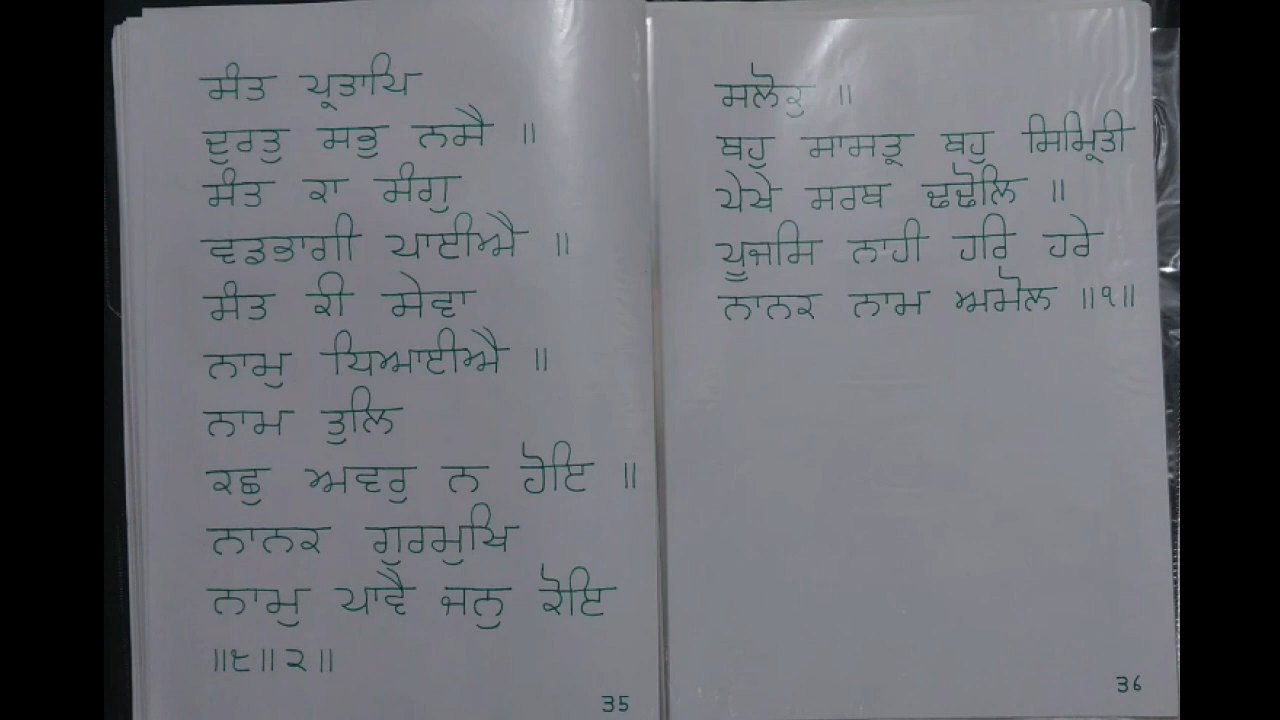 ਸੰਤ ਪ੍ਰਤਾਪਿ
ਦੁਰਤੁ ਸਭੁ ਨਸੈ ॥
ਸੰਤ ਕਾ ਸੰਗੁ
ਵਡਭਾਗੀ ਪਾਈਐ ॥
ਸੰਤ ਕੀ ਸੇਵਾ
ਨਾਮੁ ਧਿਆਈਐ ॥
ਨਾਮ ਤੁਲਿ
ਕਛੁ ਅਵਰੁ ਨ ਹੋਇ ॥
ਨਾਨਕ ਗੁਰਮੁਖਿ
ਨਾਮੁ ਪਾਵੈ ਜਨੁ ਕੋਇ
॥੮॥੨॥
35
ਸਲੋਕੁ ॥
ਬਹੁ ਸਾਸਤ੍ਰ ਬਹੁ ਸਿਮ੍ਰਿਤੀ
ਪੇਖੇ ਸਰਬ ਢਢੋਲਿ ॥
ਪੂਜਸਿ ਨਾਹੀ ਹਰਿ ਹਰੇ
ਨਾਨਕ ਨਾਮ ਅਮੋਲ ॥੧॥
36